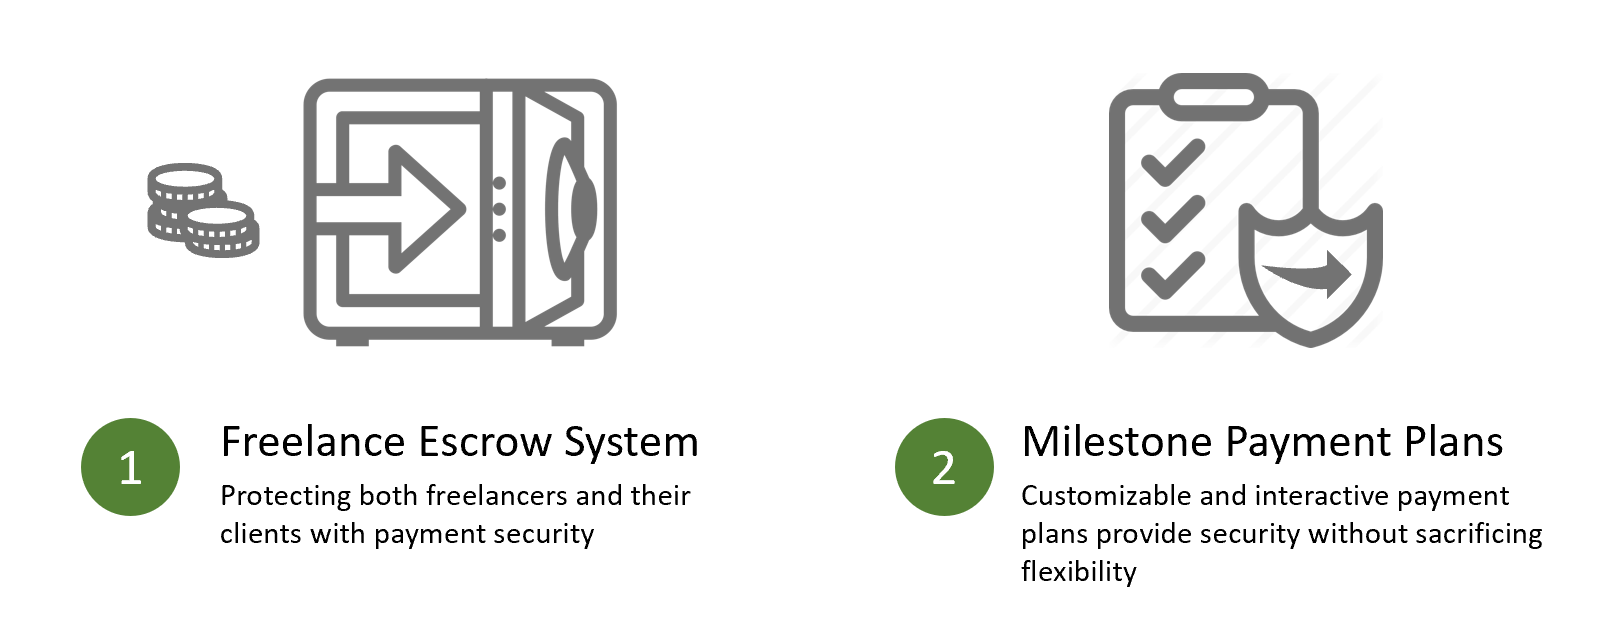 1
Freelance Escrow System
Protecting both freelancers and their
clients with payment security
2
Milestone Payment Plans
Customizable and interactive payment
plans provide security without sacrificing
flexibility